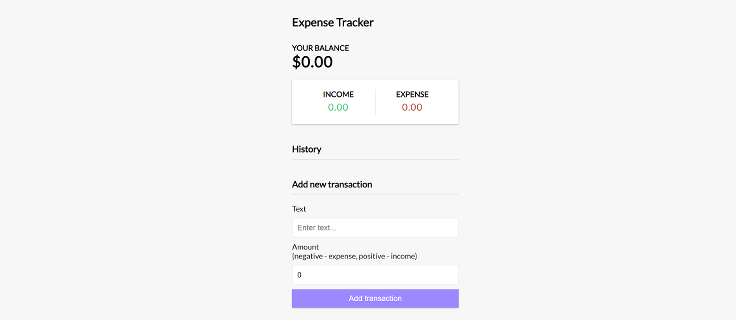 Expense Tracker
YOUR BALANCE
$0.00
INCOME EXPENSE
0.00 0.00
History
Add new transaction
Text
Enter text...
Amount
(negative - expense, positive - income)
0
Add transaction